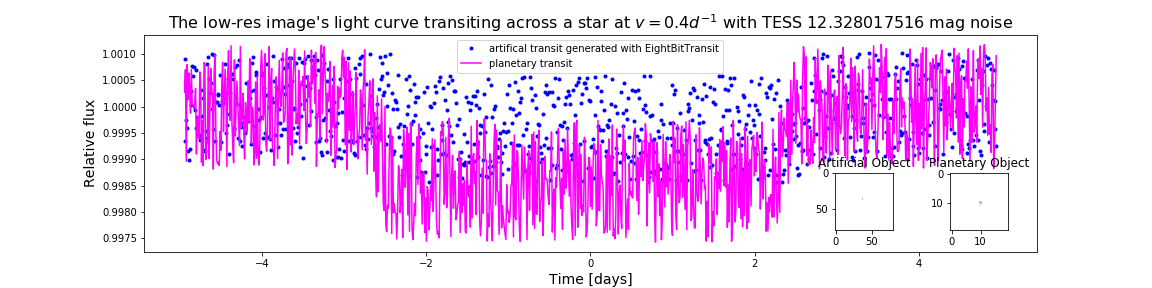 The low-res image's light curve transiting across a star at v = 0.4d⁻¹ with TESS 12.328017516 mag noise
artifical transit generated with EightBitTransit
planetary transit
Relative flux
1.0010
1.0005
1.0000
0.9995
0.9990
0.9985
0.9980
0.9975
Artificial Object
0
50
0 50
Planetary Object
0
10
0 10
−4 −2 0 2 4
Time [days]